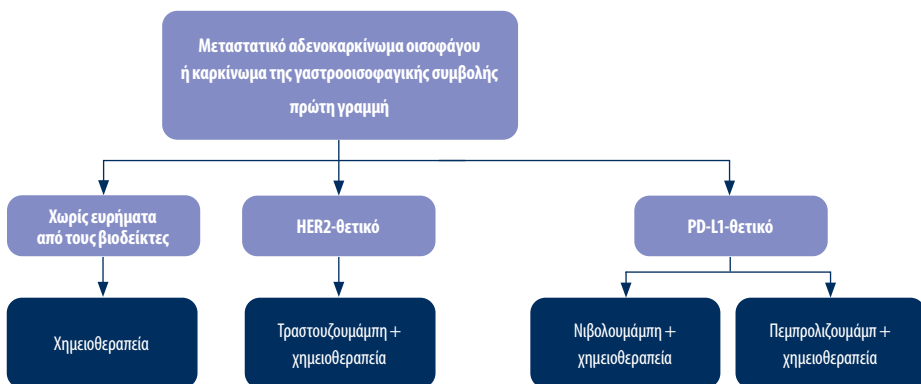 Μεταστατικό αδενοκαρκίνωμα οισοφάγου
ή καρκίνωμα της γαστροοισοφαγικής συμβολής
πρώτη γραμμή
Χωρίς ευρήματα
από τους βιοδείκτες
HER2-θετικό
PD-L1-θετικό
Χημειοθεραπεία
Τραστουζουμάμπη +
χημειοθεραπεία
Νιβολουμάμπη +
χημειοθεραπεία
Πεμπρολιζουμάμπ +
χημειοθεραπεία